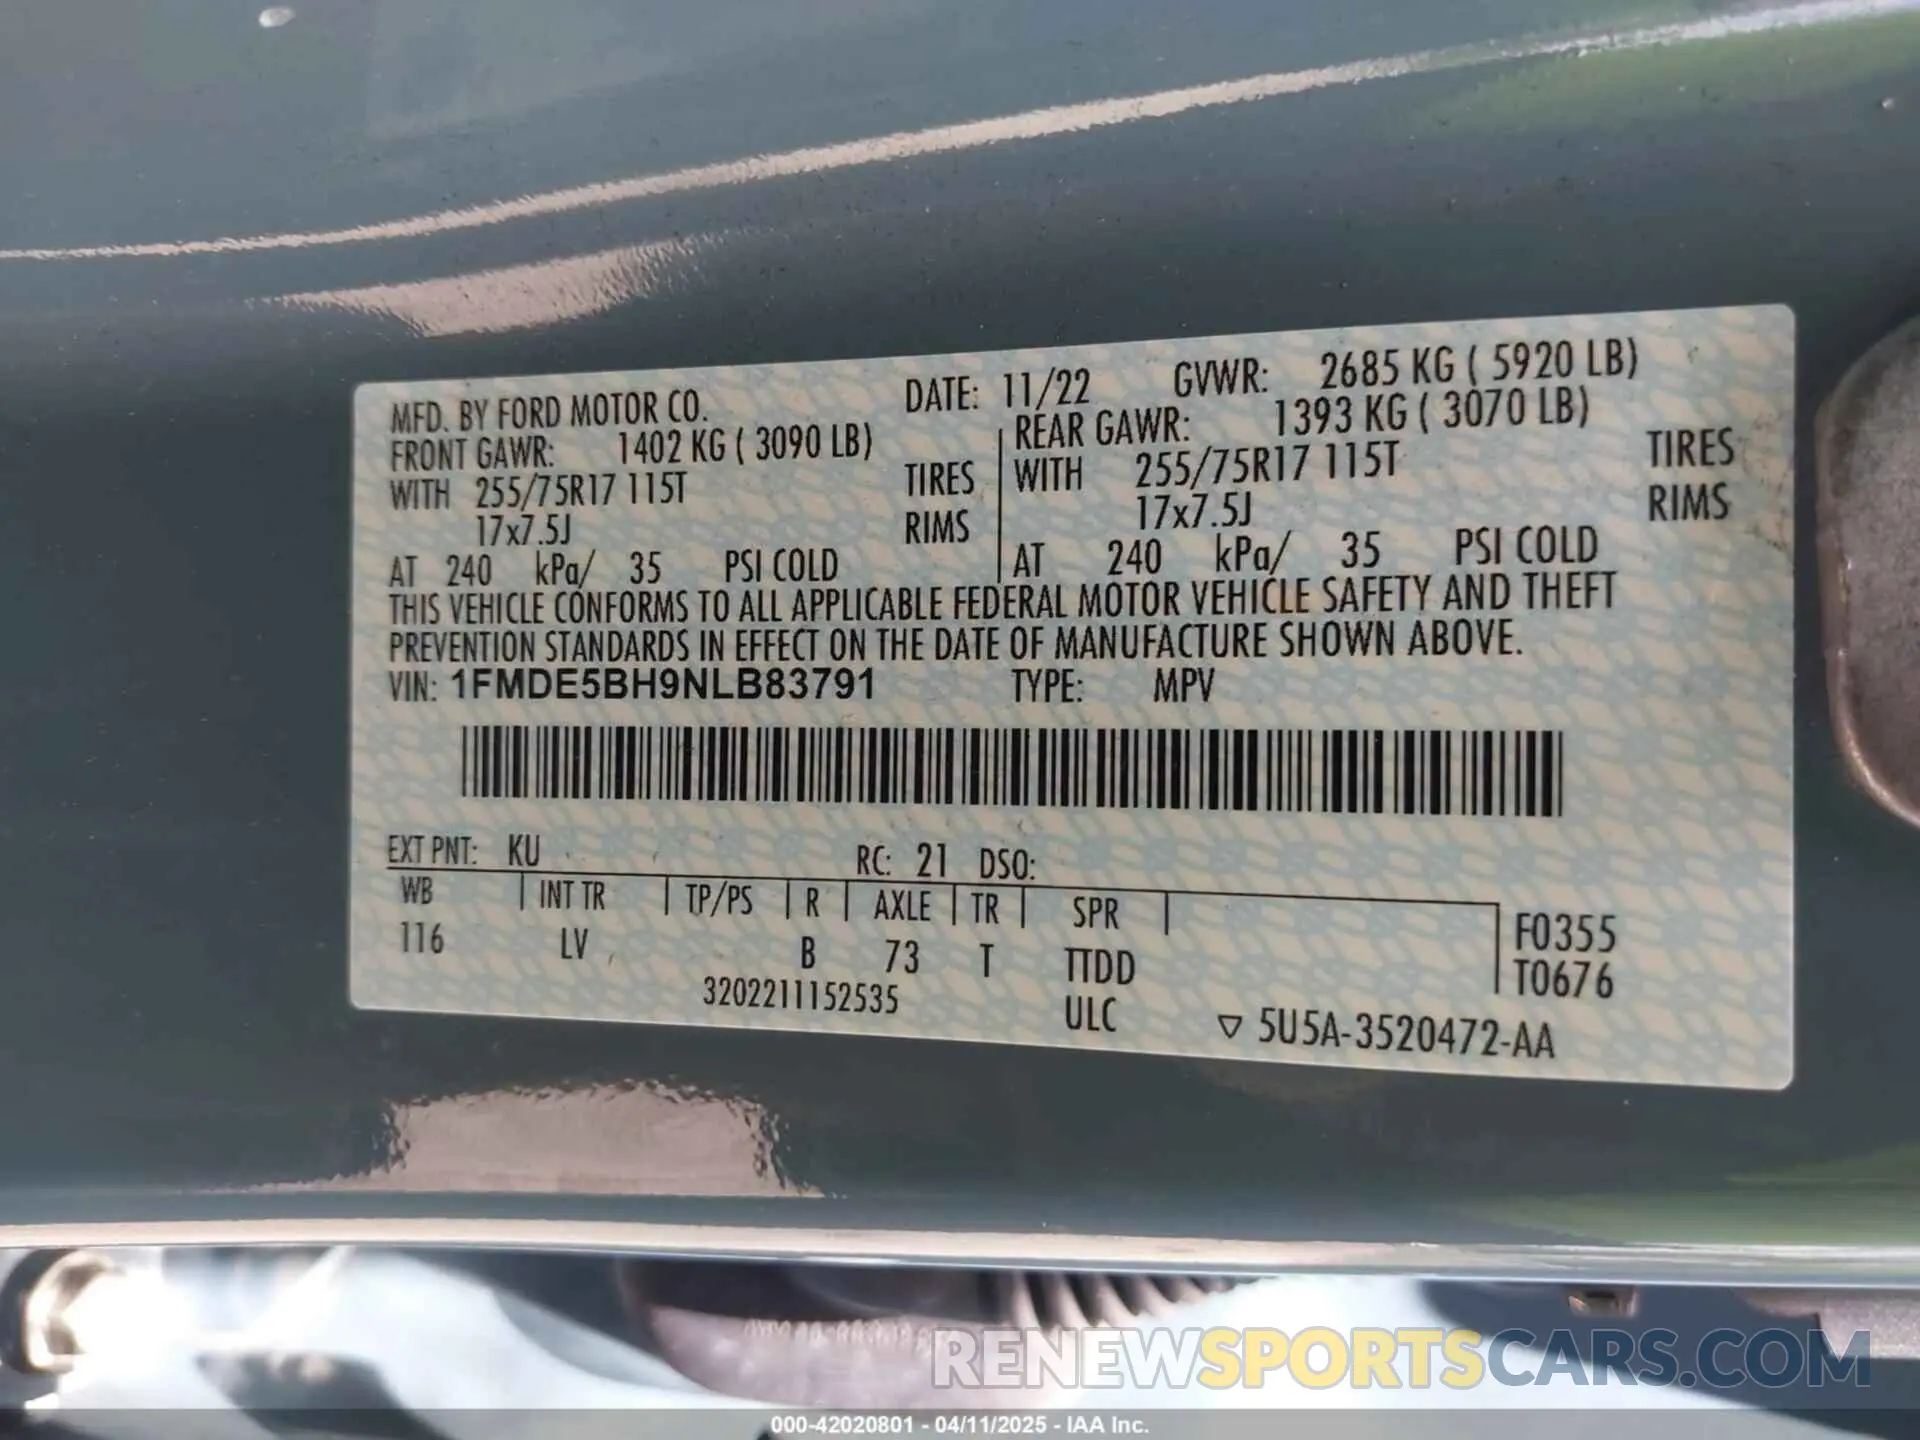 MFD. BY FORD MOTOR CO. DATE: 11/22 GVWR: 2685 KG ( 5920 LB)
FRONT GAWR: 1402 KG ( 3090 LB) REAR GAWR: 1393 KG ( 3070 LB)
WITH 255/75R17 115T TIRES WITH 255/75R17 115T TIRES
17x7.5J RIMS 17x7.5J RIMS
AT 240 kPa/ 35 PSI COLD AT 240 kPa/ 35 PSI COLD
THIS VEHICLE CONFORMS TO ALL APPLICABLE FEDERAL MOTOR VEHICLE SAFETY AND THEFT
PREVENTION STANDARDS IN EFFECT ON THE DATE OF MANUFACTURE SHOWN ABOVE.
VIN: 1FMDE5BH9NLB83791 TYPE: MPV
EXT PNT: KU RC: 21 DSO:
WB INT TR TP/PS R AXLE TR SPR
116 LV B 73 T TTDD
F0355
T0676
3202211152535 ULC ▽ 5U5A-3520472-AA
RENEWSPORTSCARS.COM
000-42020801 - 04/11/2025 - IAA Inc.